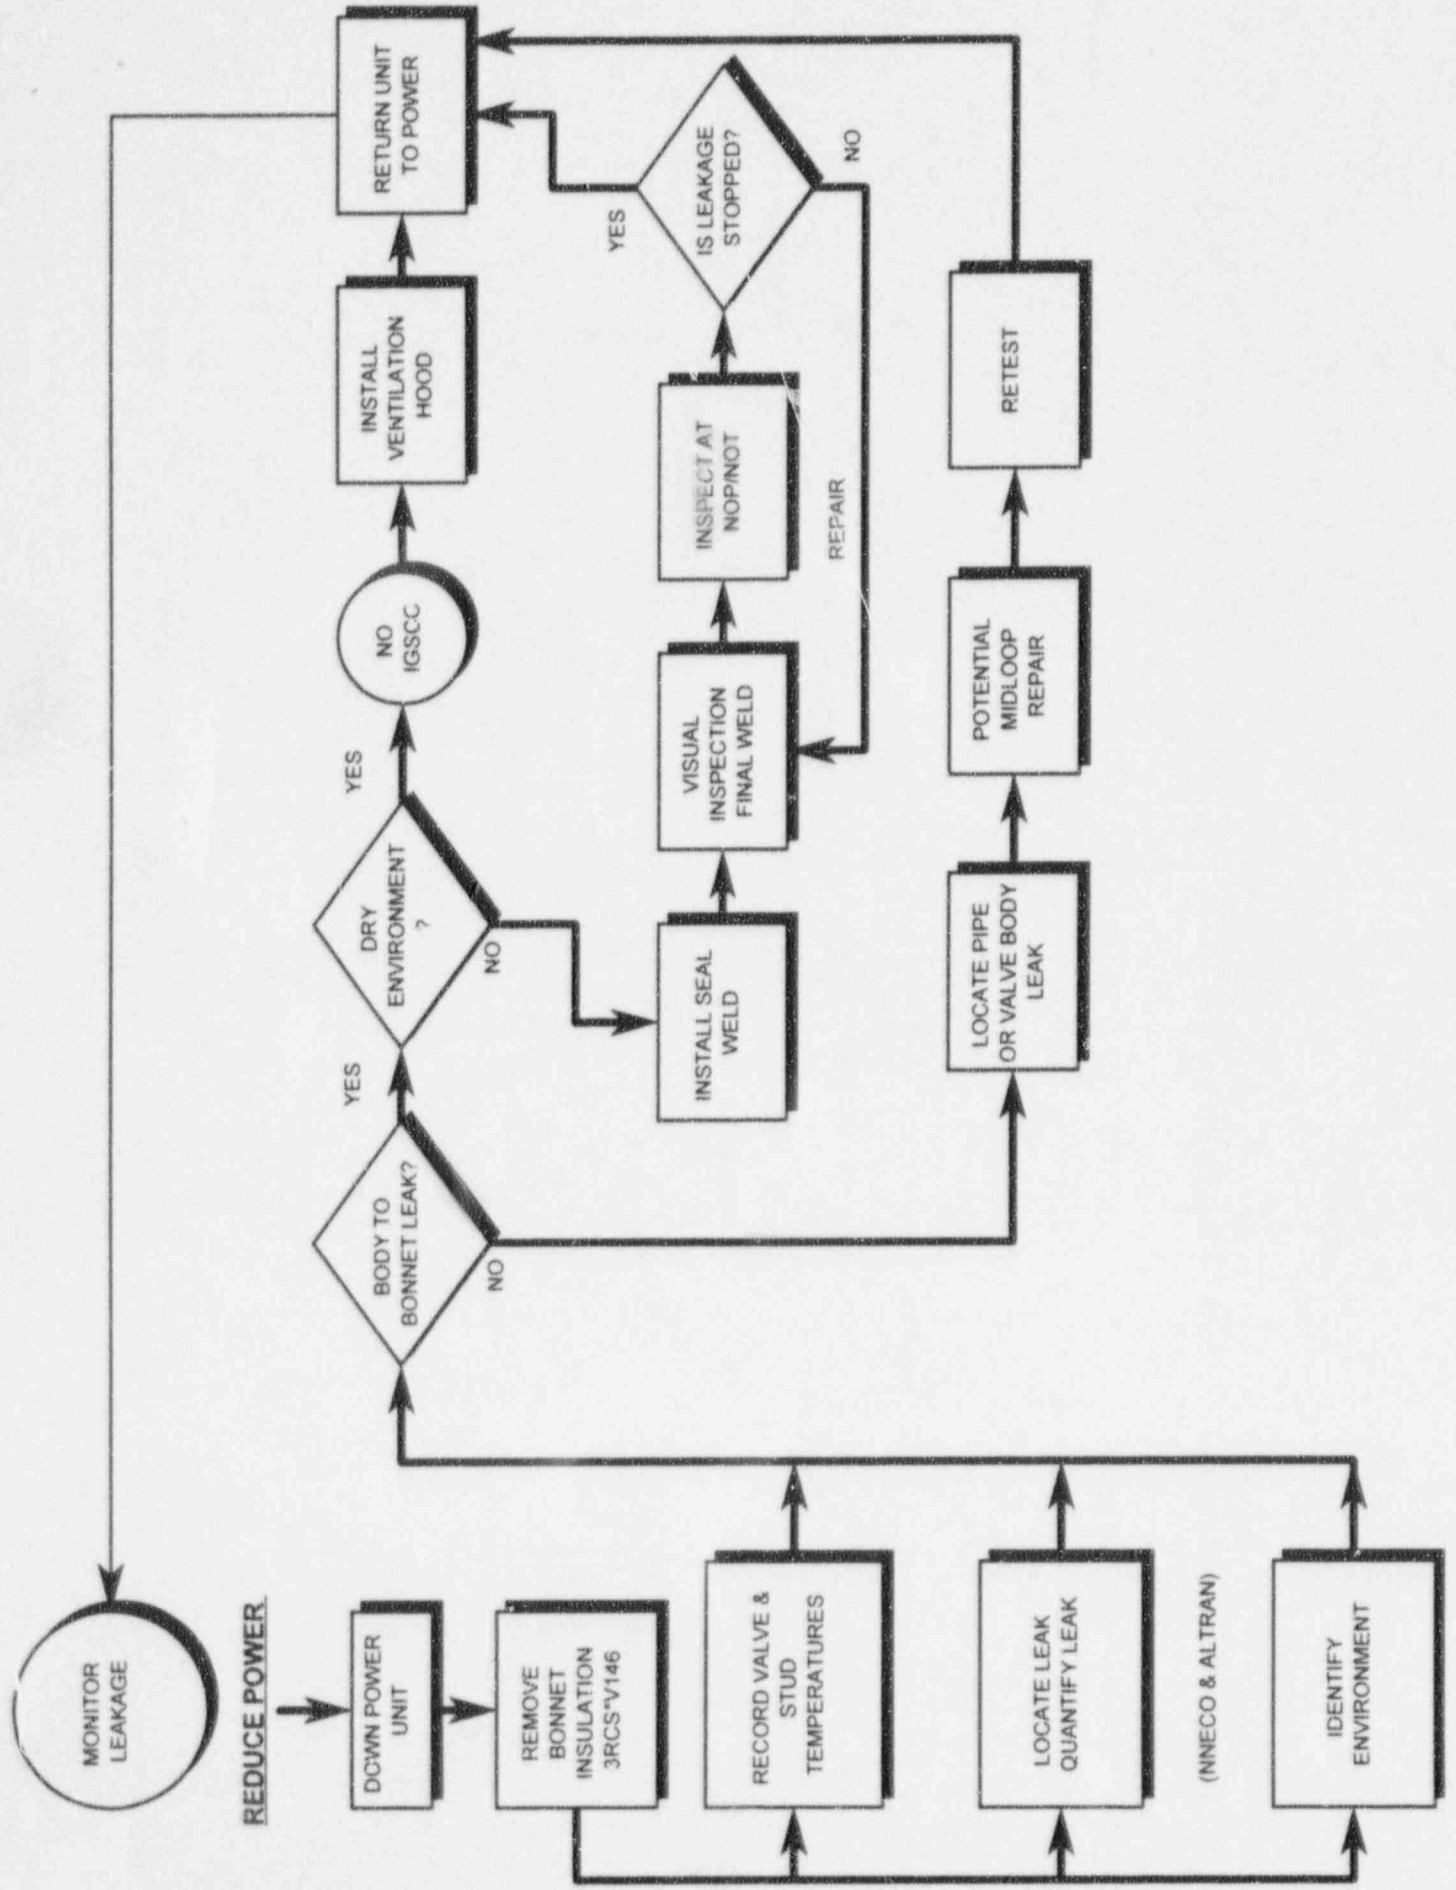 MONITOR
LEAKAGE
REDUCE POWER
DOWN POWER
UNIT
REMOVE
BONNET
INSULATION
3RCS*V146
RECORD VALVE &
STUD
TEMPERATURES
LOCATE LEAK
QUANTIFY LEAK
(NNECO & ALTRAN)
IDENTIFY
ENVIRONMENT
BODY TO
BONNET LEAK?
YES
NO
DRY
ENVIRONMENT
?
YES
NO
NO
IGSCC
INSTALL
VENTILATION
HOOD
RETURN UNIT
TO POWER
INSTALL SEAL
WELD
VISUAL
INSPECTION
FINAL WELD
INSPECT AT
NOP/NOT
IS LEAKAGE
STOPPED?
YES
NO
REPAIR
LOCATE PIPE
OR VALVE BODY
LEAK
POTENTIAL
MIDLOOP
REPAIR
RETEST